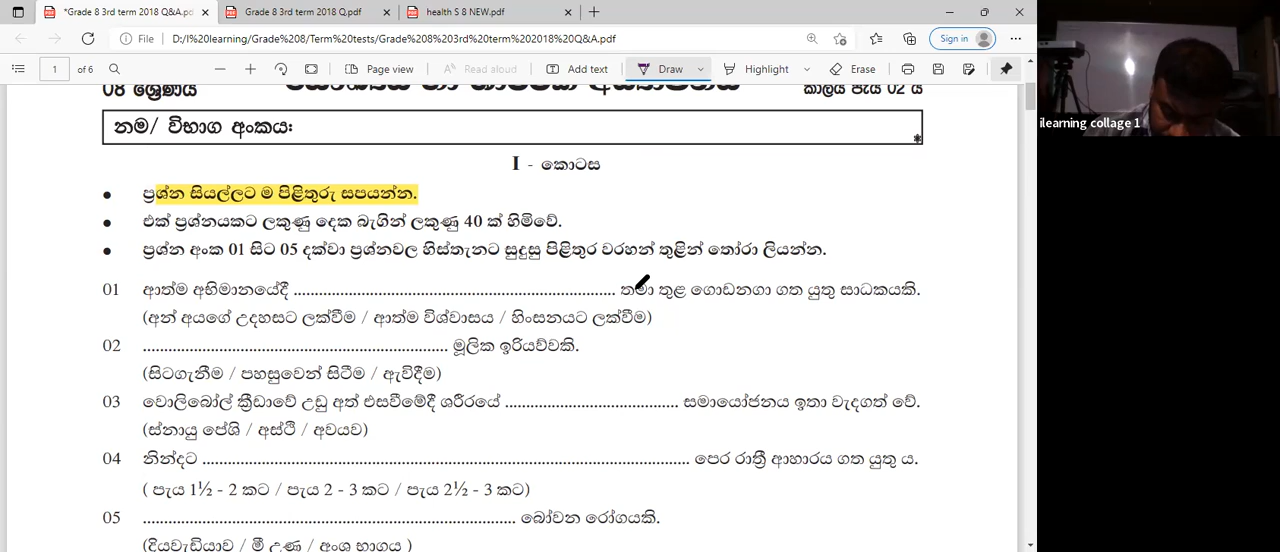 *Grade 8 3rd term 2018 Q&A.pd
Grade 8 3rd term 2018 Q.pdf
health S 8 NEW.pdf
File
D:/I%20learning/Grade%208/Term%20tests/Grade%208%203rd%20term%202018%20Q&A.pdf
Sign in
1 of 6
Page view
Read aloud
Add text
Draw
Highlight
Erase
08 ශ්‍රේණිය
කාලය පැය 02 යි
නම/ විභාග අංකය:
I - කොටස
• ප්‍රශ්න සියල්ලට ම පිළිතුරු සපයන්න.
• එක් ප්‍රශ්නයකට ලකුණු දෙක බැගින් ලකුණු 40 ක් හිමිවේ.
• ප්‍රශ්න අංක 01 සිට 05 දක්වා ප්‍රශ්නවල හිස්තැනට සුදුසු පිළිතුර වරහන් තුළින් තෝරා ලියන්න.
01 ආත්ම අභිමානයේදී ................................ තමා තුළ ගොඩනගා ගත යුතු සාධකයකි.
(අන් අයගේ උදහසට ලක්වීම / ආත්ම විශ්වාසය / හිංසනයට ලක්වීම)
02 ................................ මූලික ඉරියව්වකි.
(සිටගැනීම / පහසුවෙන් සිටීම / ඇවිදීම)
03 වොලිබෝල් ක්‍රීඩාවේ උඩු අත් එසවීමේදී ශරීරයේ ................................ සමායෝජනය ඉතා වැදගත් වේ.
(ස්නායු පේශි / අස්ථි / අවයව)
04 නින්දට ................................ පෙර රාත්‍රී ආහාරය ගත යුතු ය.
( පැය 1½ - 2 කට / පැය 2 - 3 කට / පැය 2½ - 3 කට)
05 ................................ බෝවන රෝගයකි.
(දියවැඩියාව / මී උණ / අංශ භාගය )
ilearning collage 1